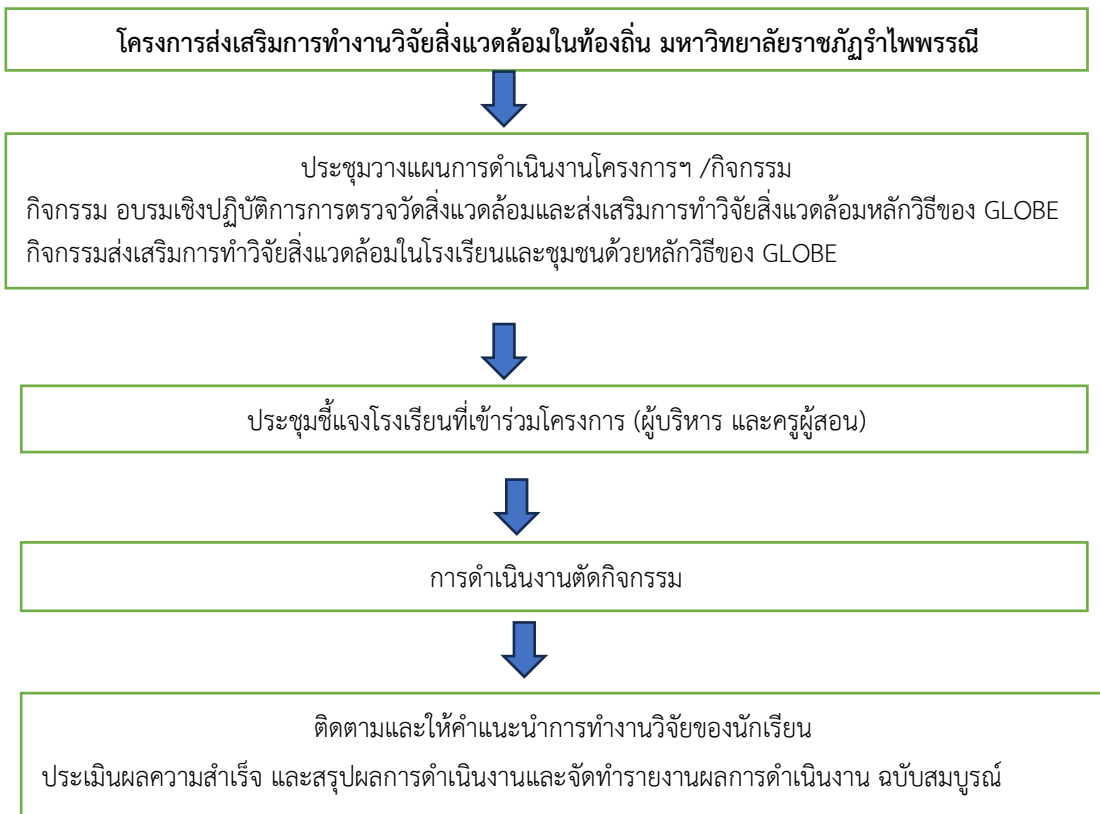 โครงการส่งเสริมการทำงานวิจัยสิ่งแวดล้อมในท้องถิ่น มหาวิทยาลัยราชภัฏรำไพพรรณี
ประชุมวางแผนการดำเนินงานโครงการฯ /กิจกรรม
กิจกรรม อบรมเชิงปฏิบัติการการตรวจวัดสิ่งแวดล้อมและส่งเสริมการทำวิจัยสิ่งแวดล้อมหลักวิธีของ GLOBE
กิจกรรมส่งเสริมการทำวิจัยสิ่งแวดล้อมในโรงเรียนและชุมชนด้วยหลักวิธีของ GLOBE
ประชุมชี้แจงโรงเรียนที่เข้าร่วมโครงการ (ผู้บริหาร และครูผู้สอน)
การดำเนินงานตัดกิจกรรม
ติดตามและให้คำแนะนำการทำงานวิจัยของนักเรียน
ประเมินผลความสำเร็จ และสรุปผลการดำเนินงานและจัดทำรายงานผลการดำเนินงาน ฉบับสมบูรณ์